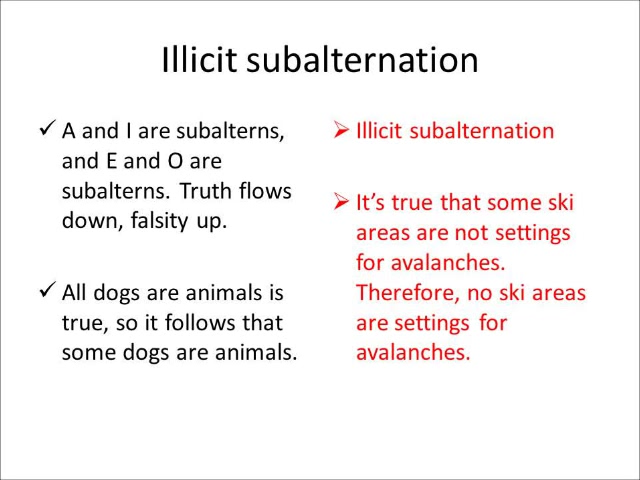 Illicit subalternation
A and I are subalterns,
and E and O are
subalterns. Truth flows
down, falsity up.
All dogs are animals is
true, so it follows that
some dogs are animals.
Illicit subalternation
It's true that some ski
areas are not settings
for avalanches.
Therefore, no ski areas
are settings for
avalanches.